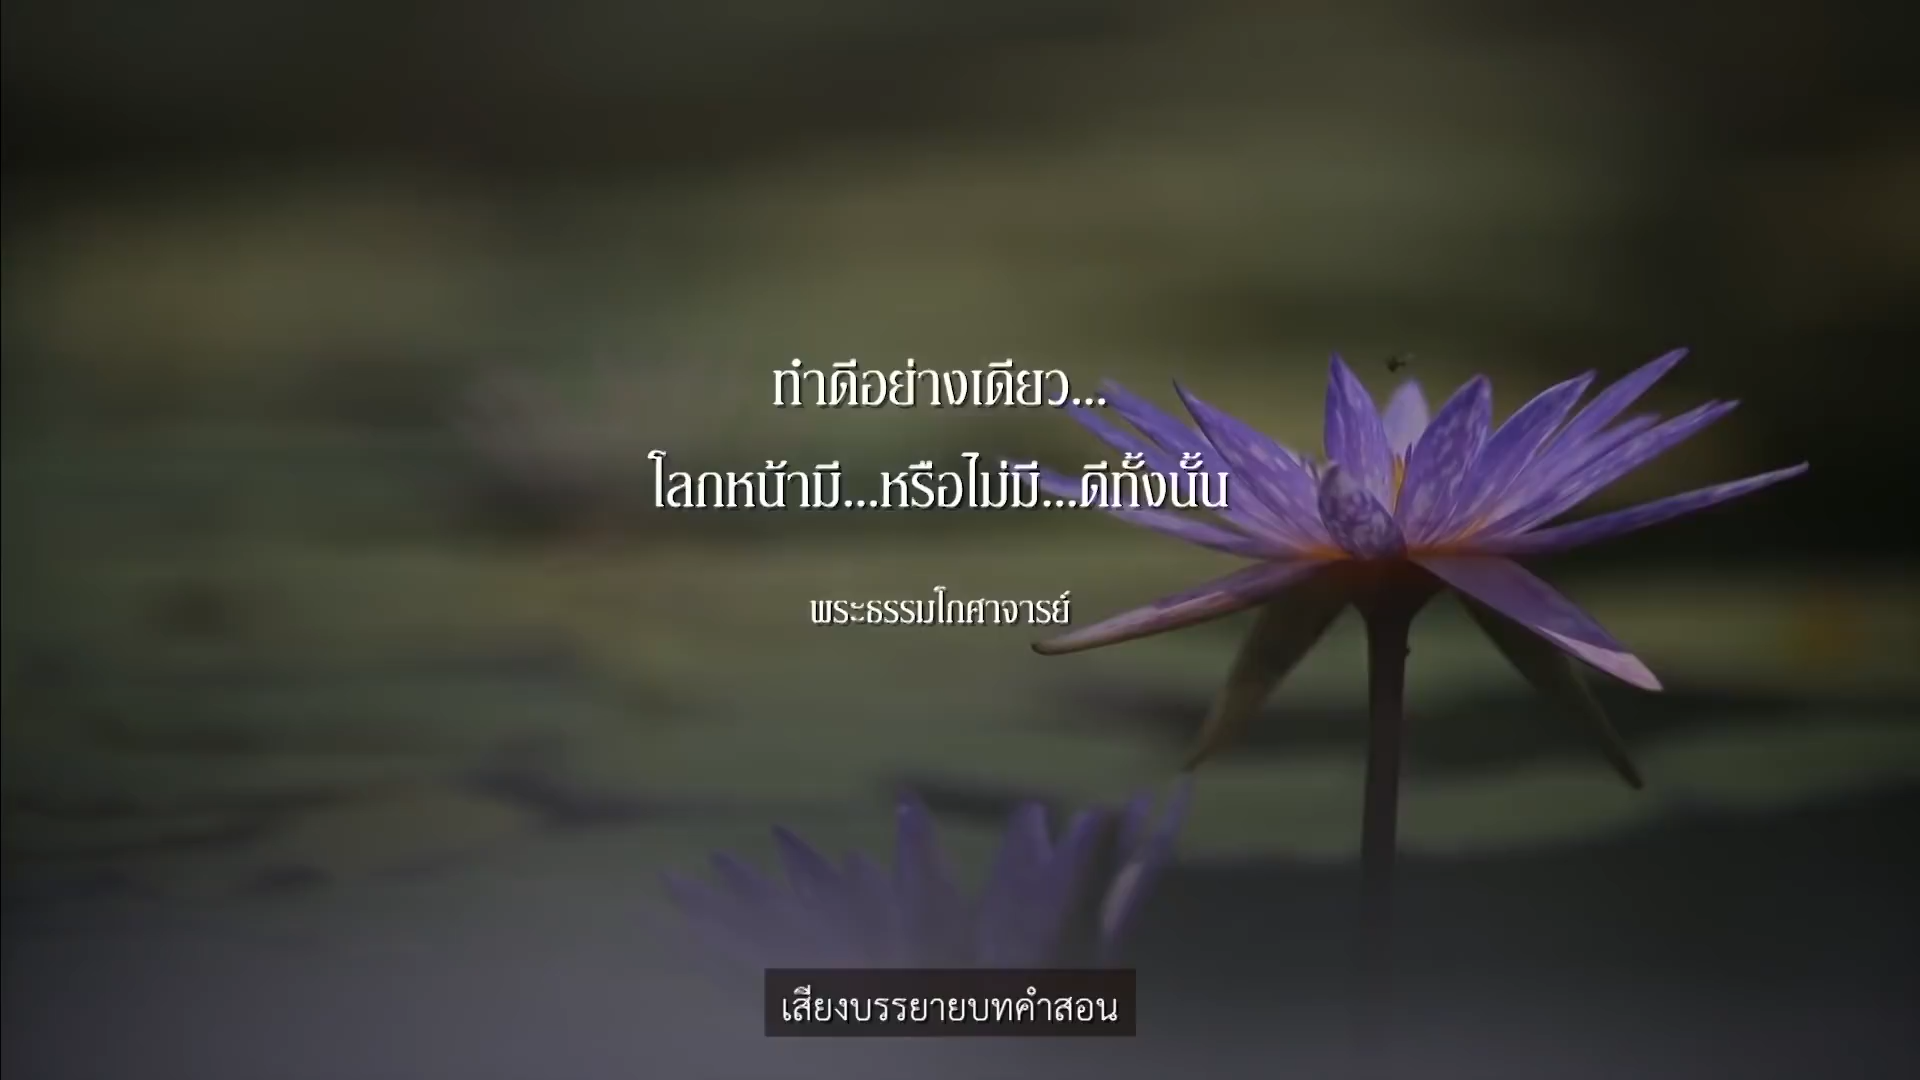 ทำดีอย่างเดียว...
โลกหน้ามี...หรือไม่มี...ดีทั้งนั้น
พระธรรมโกศาจารย์
เสียงบรรยายบทคำสอน